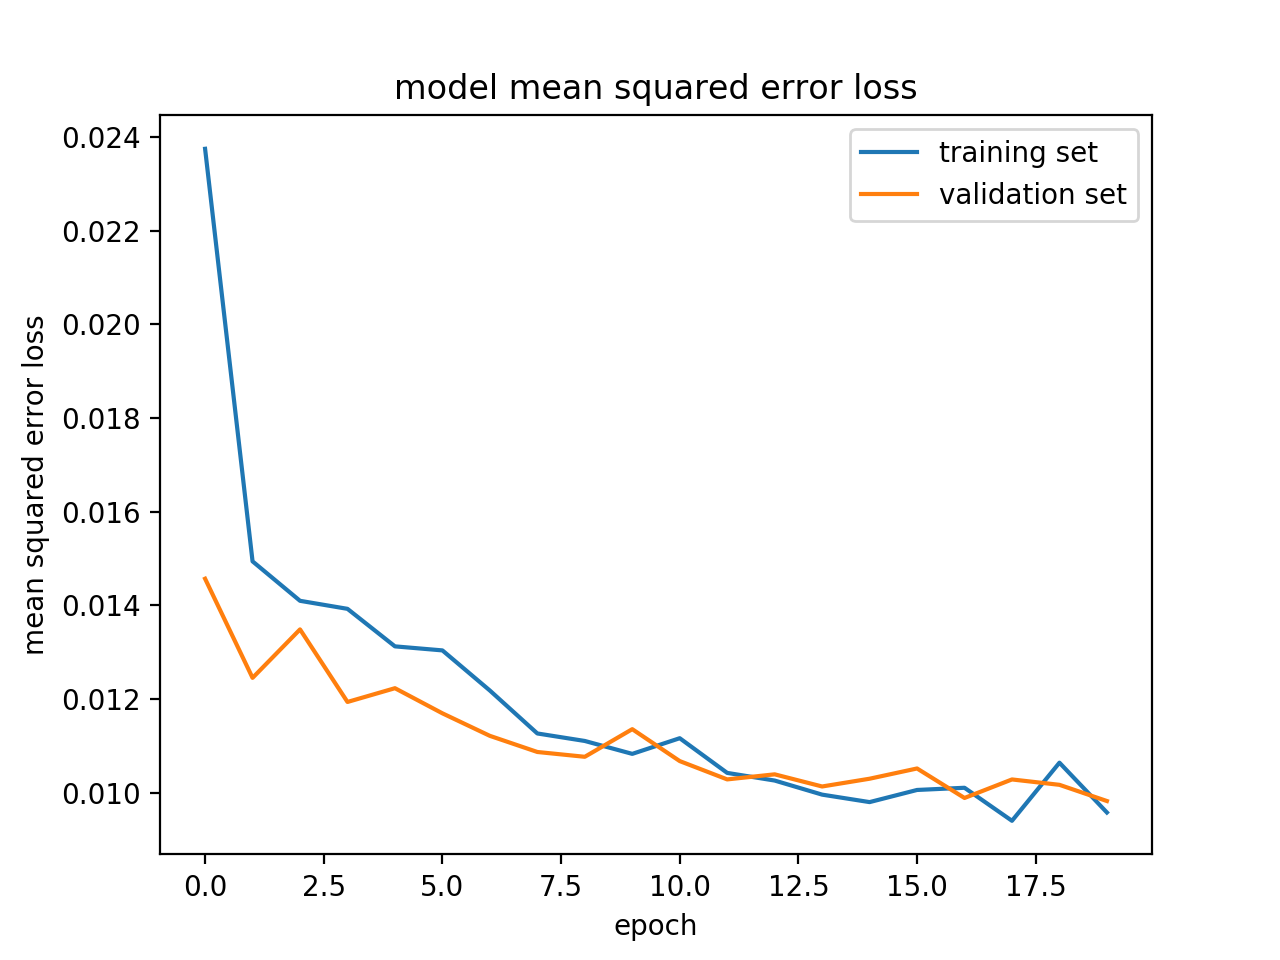 model mean squared error loss
training set
validation set
mean squared error loss
0.024
0.022
0.020
0.018
0.016
0.014
0.012
0.010
0.0 2.5 5.0 7.5 10.0 12.5 15.0 17.5
epoch